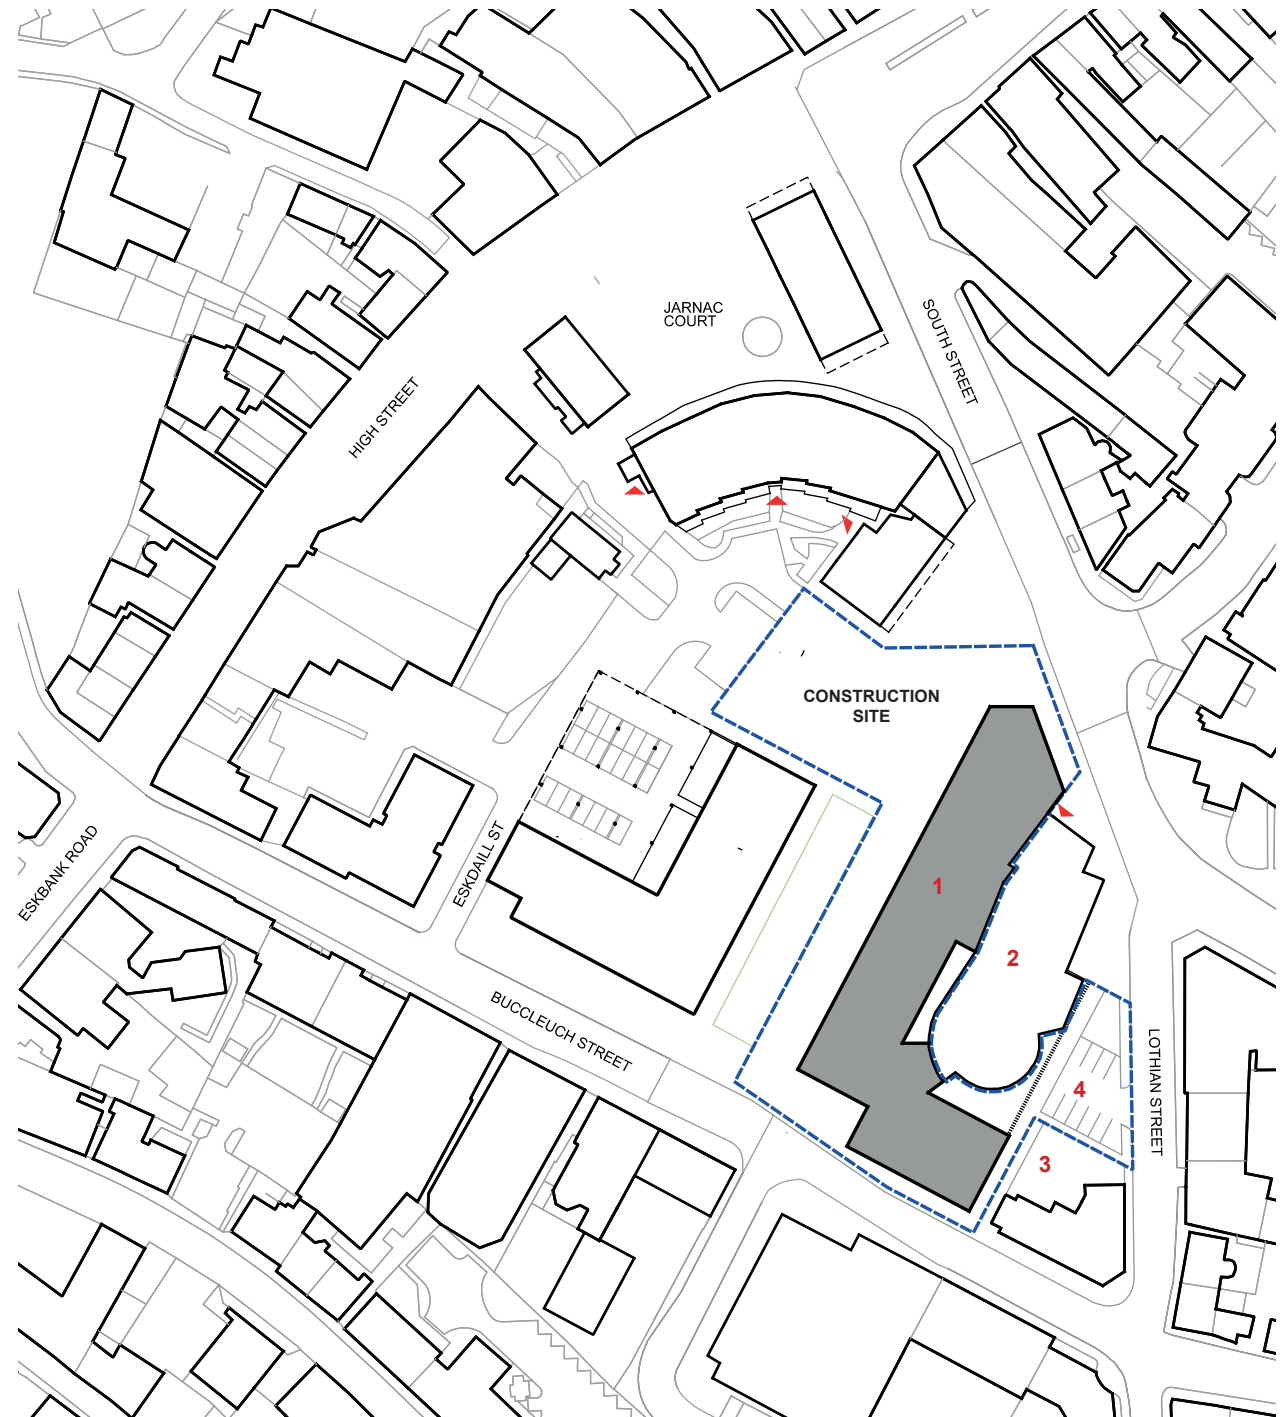 JARNAC
COURT
SOUTH STREET
HIGH STREET
CONSTRUCTION
SITE
ESKBANK ROAD
ESKDAILL ST
1
2
BUCCLEUCH STREET
LOTHIAN STREET
4
3